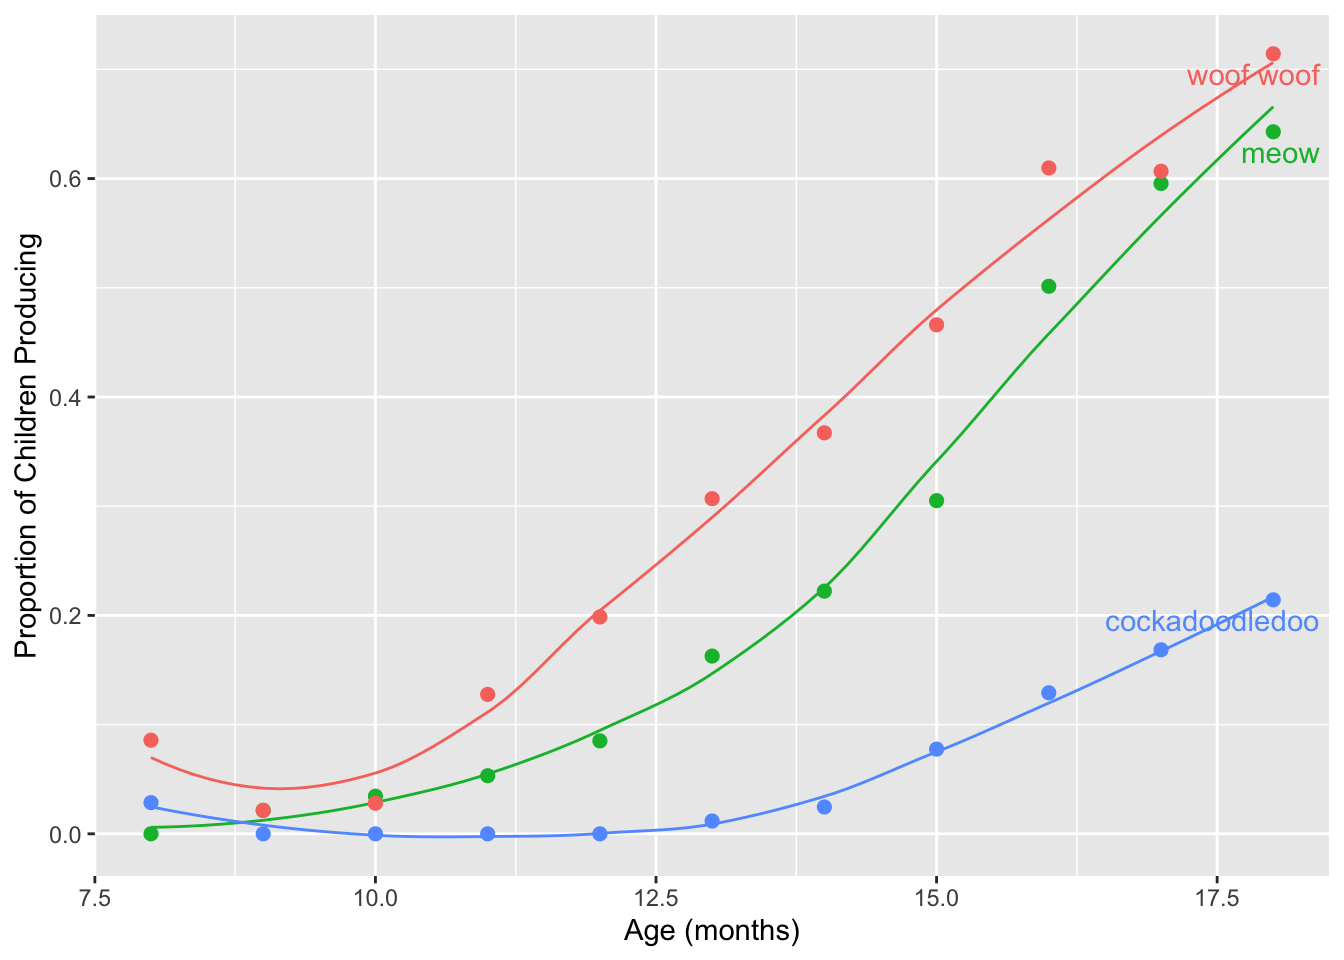 woof woof
meow
cockadoodledoo
Proportion of Children Producing
0.6
0.4
0.2
0.0
7.5 10.0 12.5 15.0 17.5
Age (months)